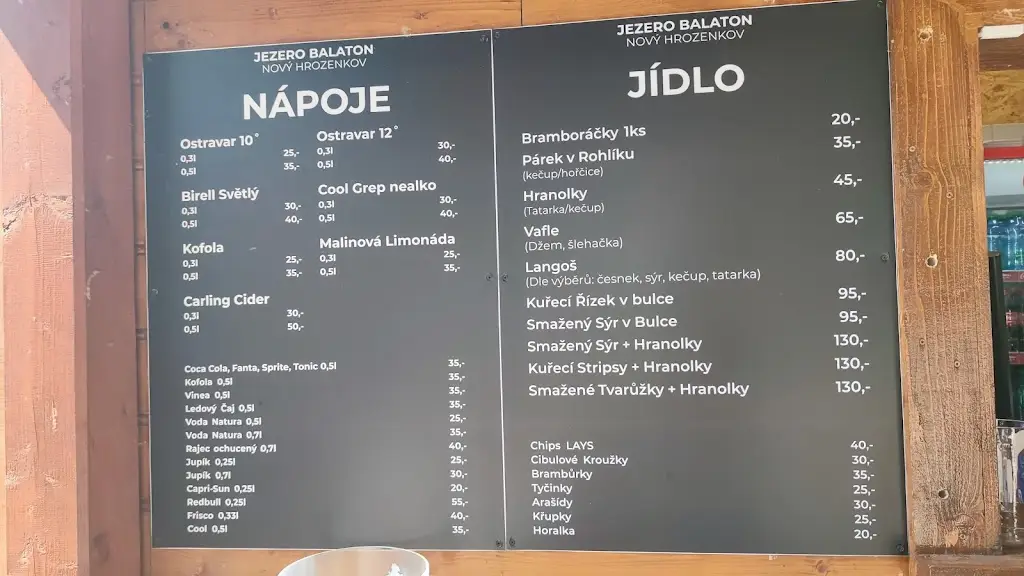 JEZERO BALATON
NOVÝ HROZENKOV
NÁPOJE
Ostravar 10°
0,3l 25,-
0,5l 35,-
Ostravar 12°
0,3l 30,-
0,5l 40,-
Birell Světlý
0,3l 30,-
0,5l 40,-
Cool Grep nealko
0,3l 30,-
0,5l 40,-
Kofola
0,3l 25,-
0,5l 35,-
Malinová Limonáda
0,3l 25,-
0,5l 35,-
Carling Cider
0,3l 30,-
0,5l 50,-
Coca Cola, Fanta, Sprite, Tonic 0,5l 35,-
Kofola 0,5l 35,-
Vinea 0,5l 35,-
Ledový Čaj 0,5l 35,-
Voda Natura 0,5l 25,-
Voda Natura 0,7l 35,-
Rajec ochucený 0,7l 40,-
Jupík 0,25l 25,-
Jupík 0,7l 30,-
Capri-Sun 0,25l 20,-
Redbull 0,25l 55,-
Frisco 0,33l 40,-
Cool 0,5l 35,-
JEZERO BALATON
NOVÝ HROZENKOV
JÍDLO
Bramboráčky 1ks 20,-
Párek v Rohlíku 35,-
(kečup/hořčice)
Hranolky 45,-
(Tatarka/kečup)
Vafle 65,-
(Džem, šlehačka)
Langoš 80,-
(Dle výběrů: česnek, sýr, kečup, tatarka)
Kuřecí Řízek v bulce 95,-
Smažený Sýr v Bulce 95,-
Smažený Sýr + Hranolky 130,-
Kuřecí Stripsy + Hranolky 130,-
Smažené Tvarůžky + Hranolky 130,-
Chips LAYS 40,-
Cibulové Kroužky 30,-
Brambůrky 35,-
Tyčinky 25,-
Arašídy 30,-
Křupky 25,-
Horalka 20,-